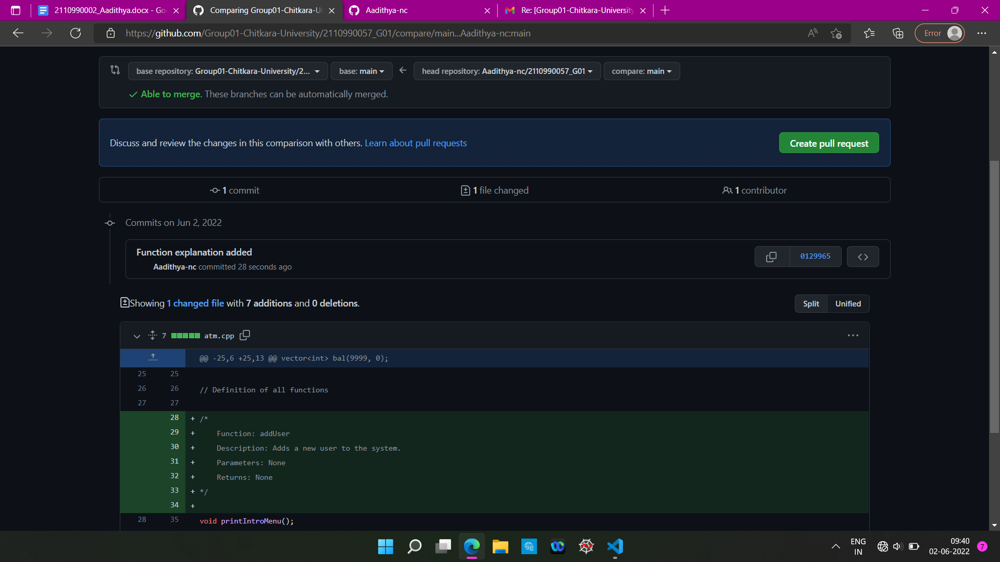 2110990002_Aadithya.docx - Go
Comparing Group01-Chitkara-U
Aadithya-nc
Re: [Group01-Chitkara-University
https://github.com/Group01-Chitkara-University/2110990057_G01/compare/main...Aadithya-nc:main
Error
base repository: Group01-Chitkara-University/2...
base: main
head repository: Aadithya-nc/2110990057_G01
compare: main
Able to merge. These branches can be automatically merged.
Discuss and review the changes in this comparison with others. Learn about pull requests
Create pull request
1 commit
1 file changed
1 contributor
Commits on Jun 2, 2022
Function explanation added
Aadithya-nc committed 28 seconds ago
0129965
Showing 1 changed file with 7 additions and 0 deletions.
Split
Unified
7 atm.cpp
@@ -25,6 +25,13 @@ vector<int> bal(9999, 0);
25 25
26 26 // Definition of all functions
27 27
28 + /*
29 + Function: addUser
30 + Description: Adds a new user to the system.
31 + Parameters: None
32 + Returns: None
33 + */
34 +
28 35 void printIntroMenu();
ENG
IN
09:40
02-06-2022
7